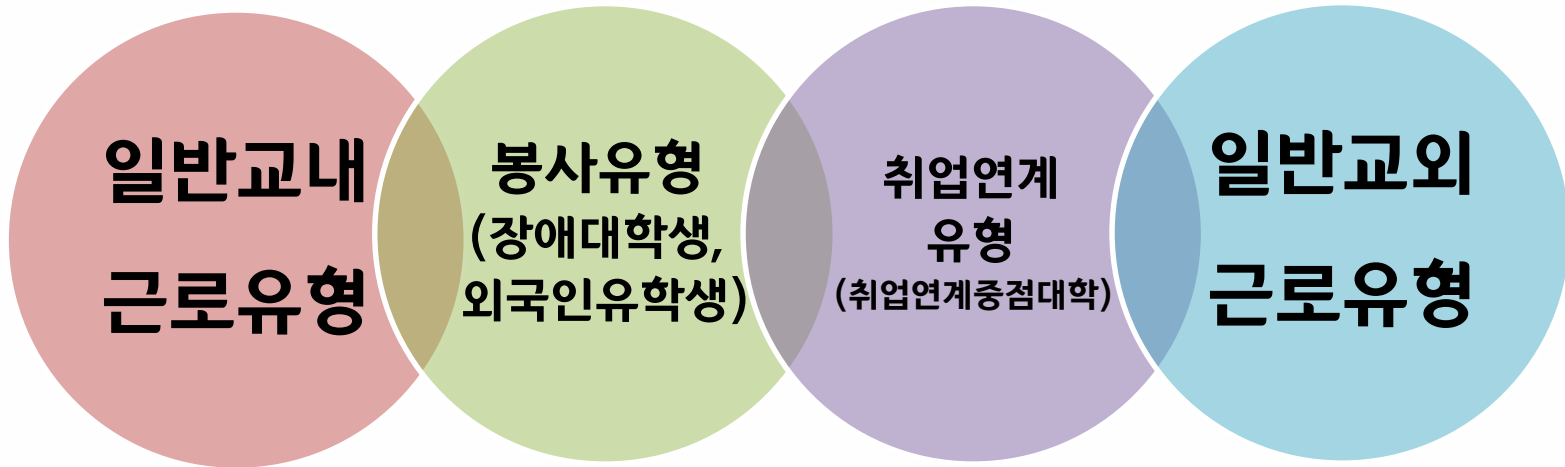 일반교내
근로유형
봉사유형
(장애대학생,
외국인유학생)
취업연계
유형
(취업연계중점대학)
일반교외
근로유형